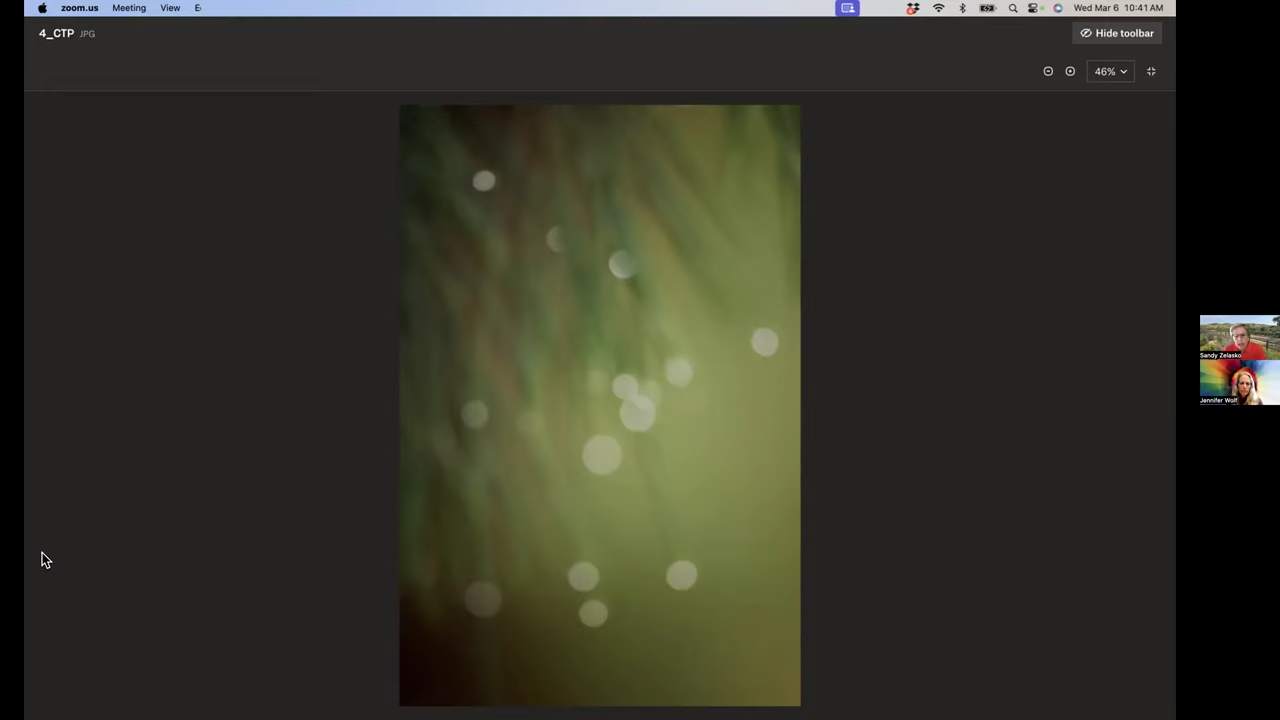 zoom.us Meeting View E Wed Mar 6 10:41 AM
4_CTP JPG
Hide toolbar
46%
Sandy Zelasko
Jennifer Wolf